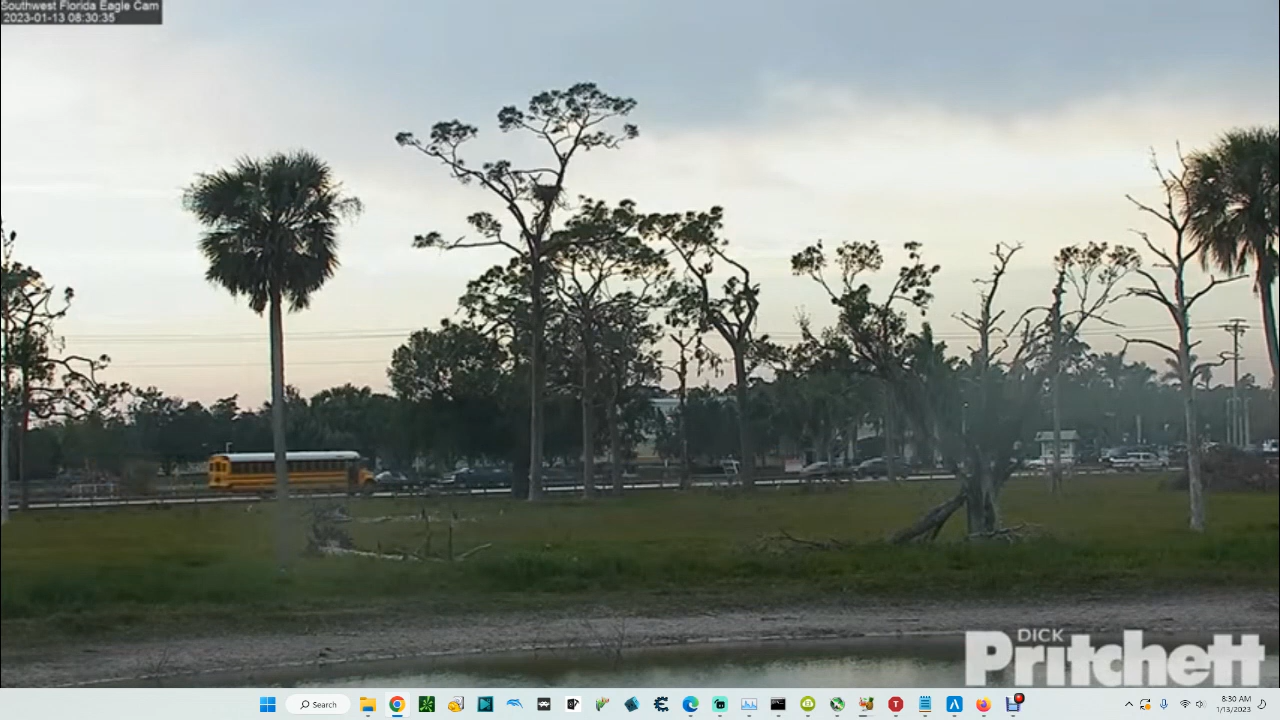 Southwest Florida Eagle Cam
2023-01-13 08:30:35
DICK
Pritchett
Search
8:30 AM
1/13/2023